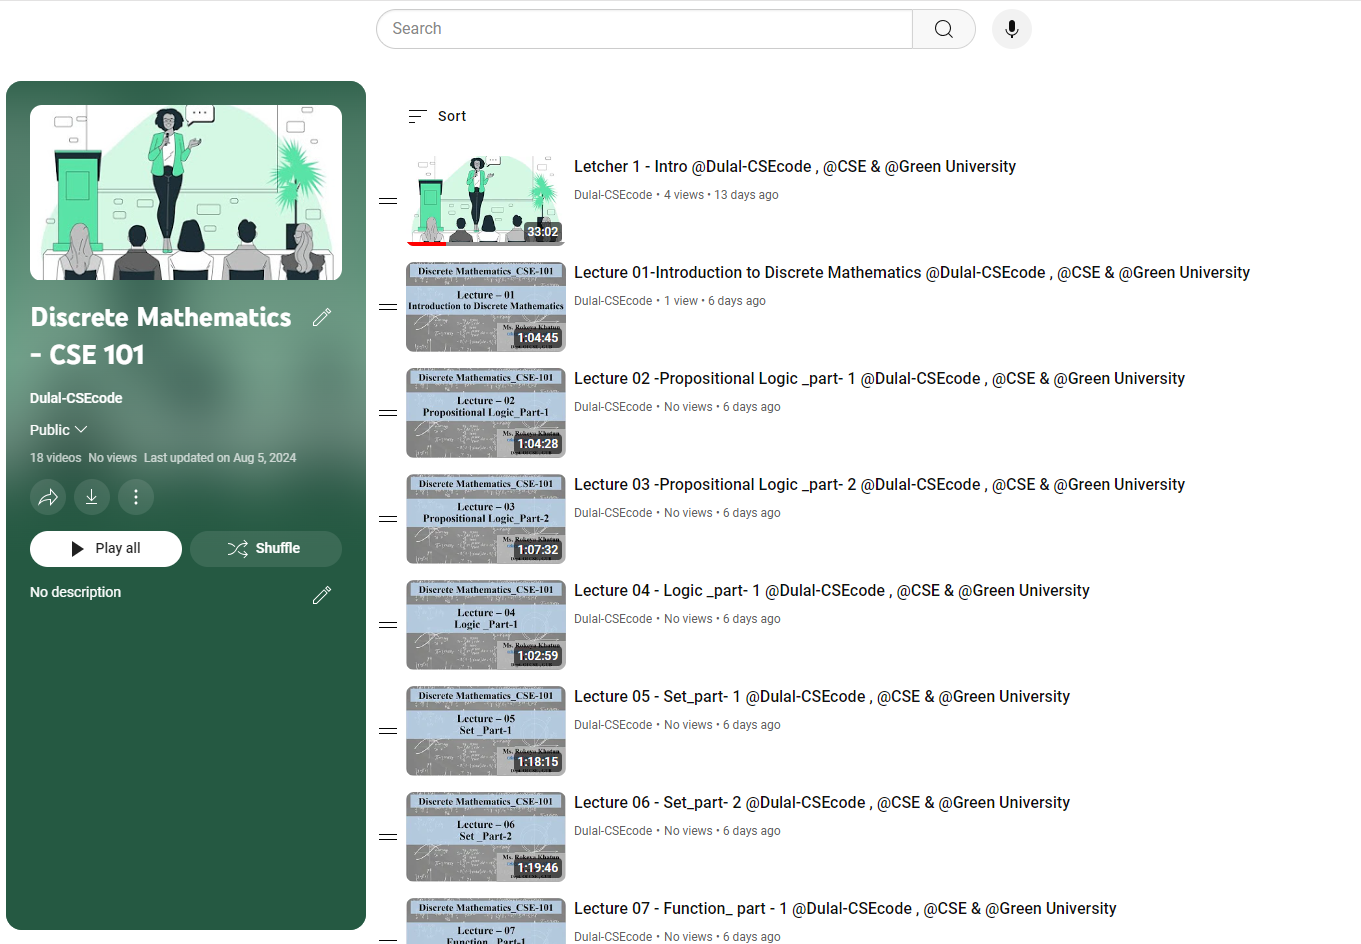 Search
Discrete Mathematics
- CSE 101
Dulal-CSEcode
Public
18 videos No views Last updated on Aug 5, 2024
Play all
Shuffle
No description
Sort
33:02
Letcher 1 - Intro @Dulal-CSEcode , @CSE & @Green University
Dulal-CSEcode • 4 views • 13 days ago
Discrete Mathematics_CSE-101
Lecture – 01
Introduction to Discrete Mathematics
Ms. Rokeya Khatun
1:04:45
Lecture 01-Introduction to Discrete Mathematics @Dulal-CSEcode , @CSE & @Green University
Dulal-CSEcode • 1 view • 6 days ago
Discrete Mathematics_CSE-101
Lecture – 02
Propositional Logic_Part-1
Ms. Rokeya Khatun
1:04:28
Lecture 02 -Propositional Logic _part- 1 @Dulal-CSEcode , @CSE & @Green University
Dulal-CSEcode • No views • 6 days ago
Discrete Mathematics_CSE-101
Lecture – 03
Propositional Logic_Part-2
Ms. Rokeya Khatun
1:07:32
Lecture 03 -Propositional Logic _part- 2 @Dulal-CSEcode , @CSE & @Green University
Dulal-CSEcode • No views • 6 days ago
Discrete Mathematics_CSE-101
Lecture – 04
Logic _Part-1
Ms. Rokeya Khatun
1:02:59
Lecture 04 - Logic _part- 1 @Dulal-CSEcode , @CSE & @Green University
Dulal-CSEcode • No views • 6 days ago
Discrete Mathematics_CSE-101
Lecture – 05
Set _Part-1
Ms. Rokeya Khatun
1:18:15
Lecture 05 - Set_part- 1 @Dulal-CSEcode , @CSE & @Green University
Dulal-CSEcode • No views • 6 days ago
Discrete Mathematics_CSE-101
Lecture – 06
Set _Part-2
Ms. Rokeya Khatun
1:19:46
Lecture 06 - Set_part- 2 @Dulal-CSEcode , @CSE & @Green University
Dulal-CSEcode • No views • 6 days ago
Discrete Mathematics_CSE-101
Lecture – 07
Function_ Part-1
Lecture 07 - Function_ part - 1 @Dulal-CSEcode , @CSE & @Green University
Dulal-CSEcode • No views • 6 days ago